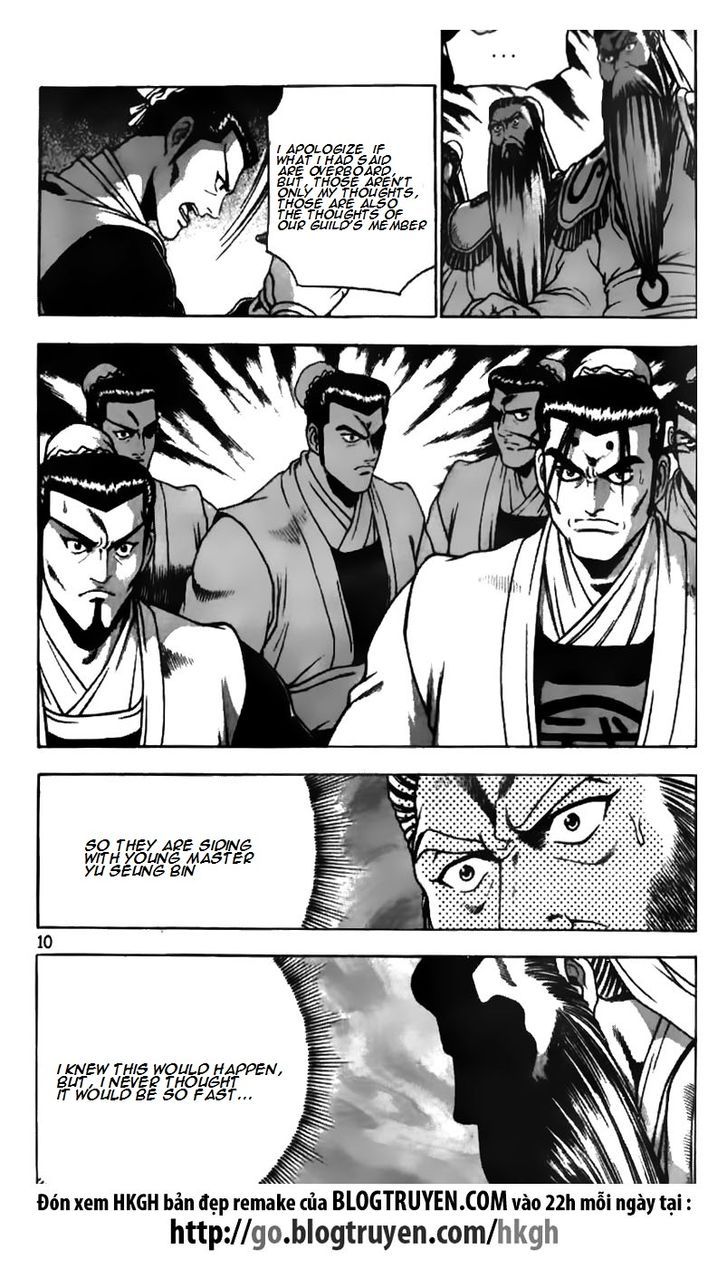 ...
I APOLOGIZE IF
WHAT I HAD SAID
ARE OVERBOARD,
BUT, THOSE AREN'T
ONLY MY THOUGHTS,
THOSE ARE ALSO
THE THOUGHTS OF
OUR GUILD'S MEMBER
SO THEY ARE SIDING
WITH YOUNG MASTER
YU SEUNG BIN
10
I KNEW THIS WOULD HAPPEN,
BUT, I NEVER THOUGHT
IT WOULD BE SO FAST...
Đón xem HKGH bản đẹp remake của BLOGTRUYEN.COM vào 22h mỗi ngày tại :
http://go.blogtruyen.com/hkgh